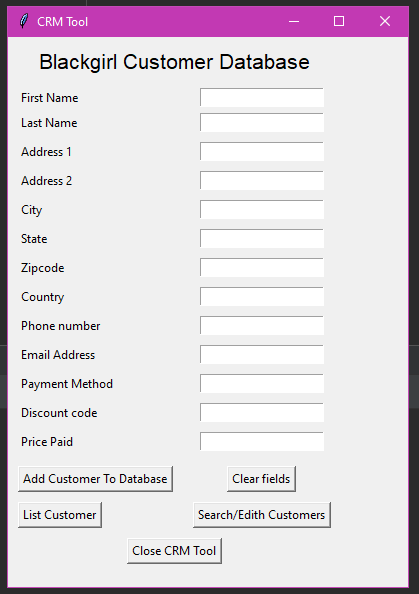 CRM Tool
Blackgirl Customer Database
First Name
Last Name
Address 1
Address 2
City
State
Zipcode
Country
Phone number
Email Address
Payment Method
Discount code
Price Paid
Add Customer To Database Clear fields
List Customer Search/Edith Customers
Close CRM Tool